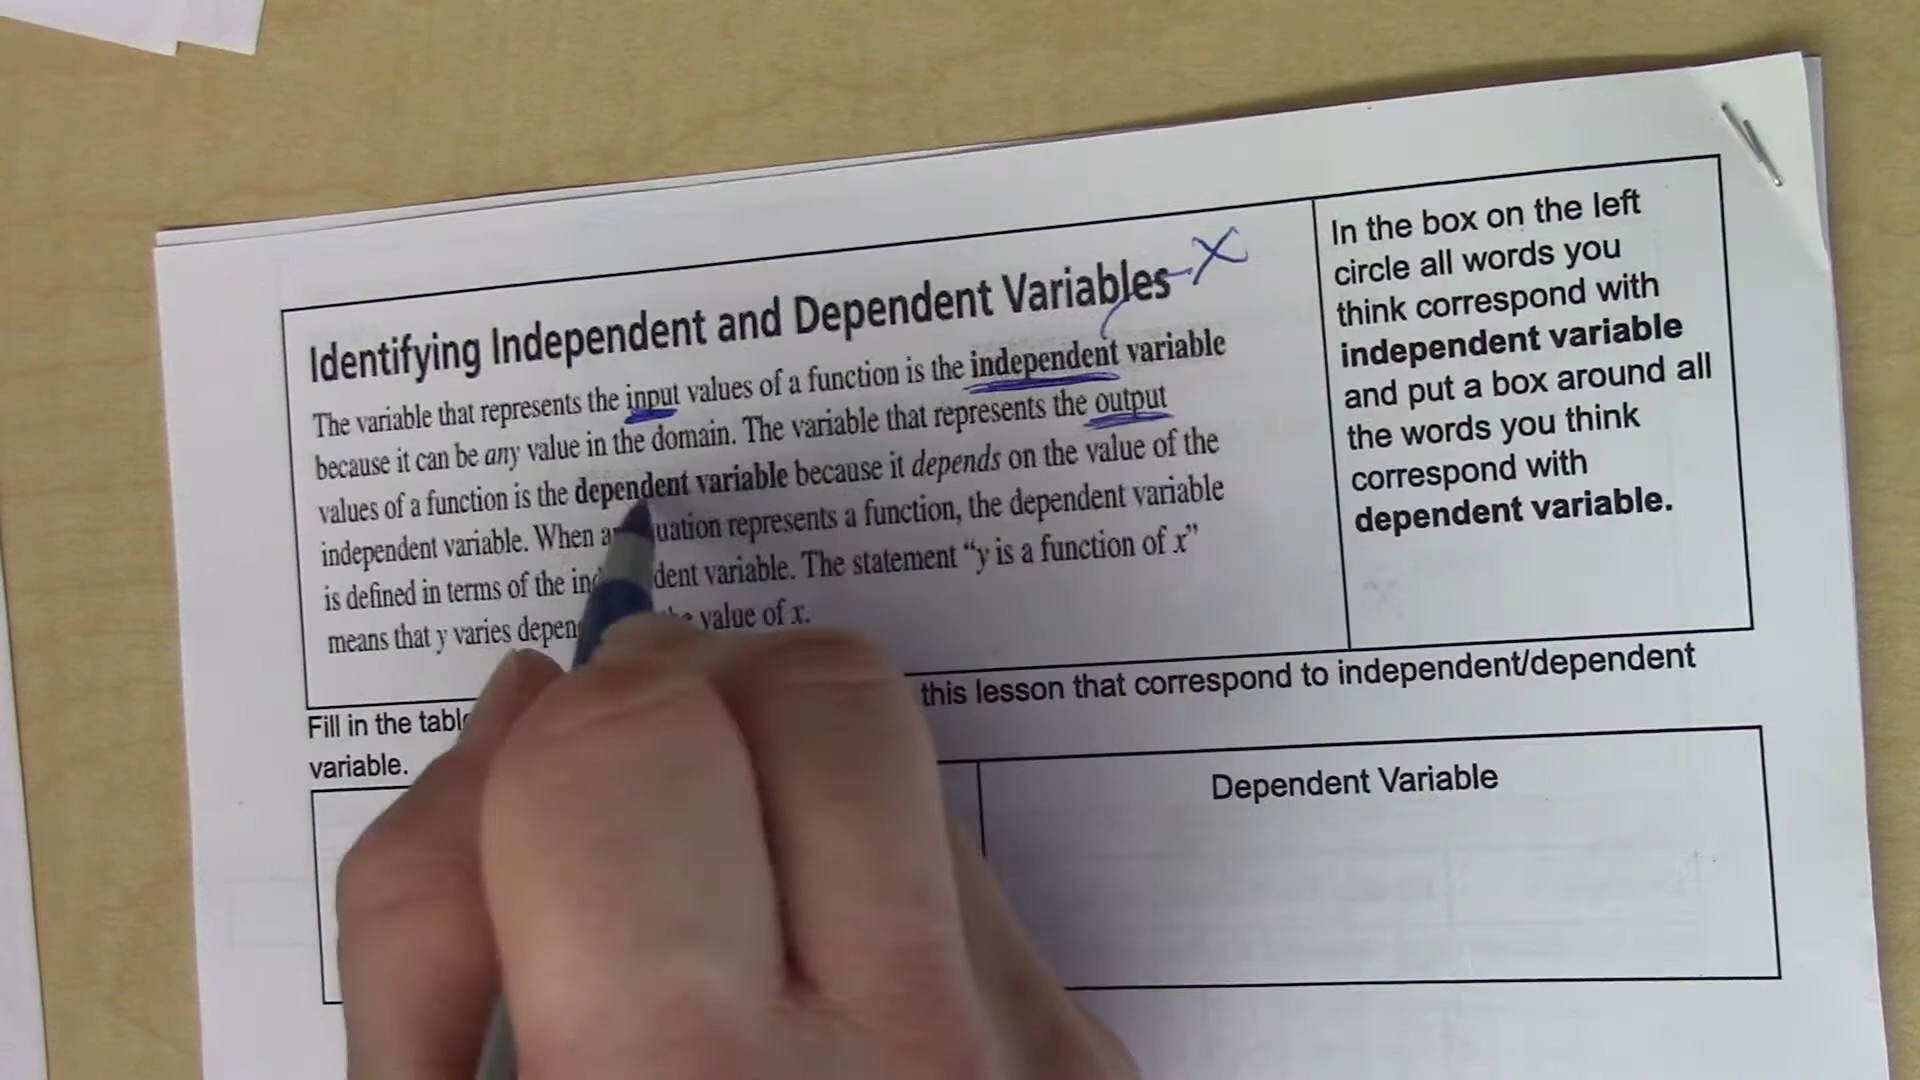 Identifying Independent and Dependent Variables
X
The variable that represents the input values of a function is the independent variable
because it can be any value in the domain. The variable that represents the output
values of a function is the dependent variable because it depends on the value of the
independent variable. When uation represents a function, the dependent variable
is defined in terms of the dent variable. The statement “y is a function of x”
means that y varies value of x.
In the box on the left
circle all words you
think correspond with
independent variable
and put a box around all
the words you think
correspond with
dependent variable.
Fill in the this lesson that correspond to independent/dependent
variable.
Dependent Variable